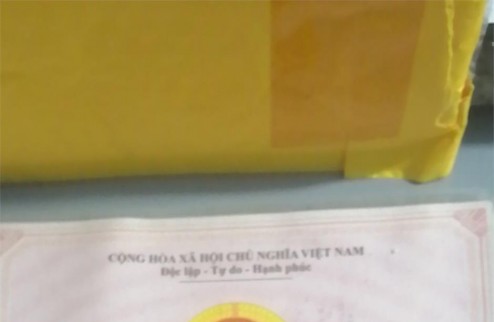 CỘNG HÒA XÃ HỘI CHỦ NGHĨA VIỆT NAM
Độc lập - Tự do - Hạnh phúc